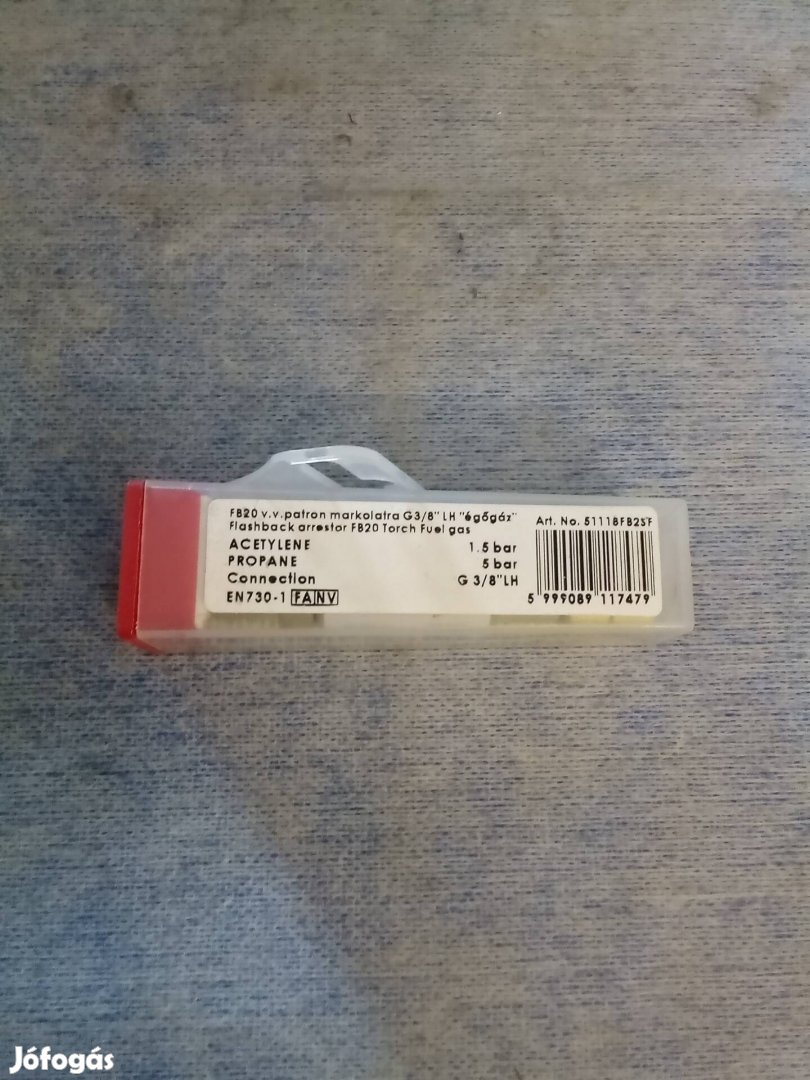 FB20 v.v.patron markolatra G3/8" LH "égőgáz"
Flashback arrestor FB20 Torch Fuel gas
ACETYLENE 1.5 bar
PROPANE 5 bar
Connection G 3/8"LH
EN730-1 FA NV
Art. No. 51118FB2SF
5 999089 117479
Jófogás